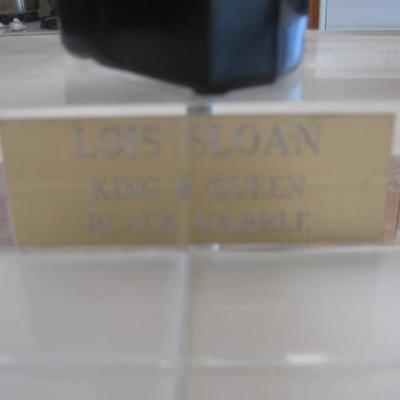 LOIS SLOAN
KING & QUEEN
BLACK MARBLE